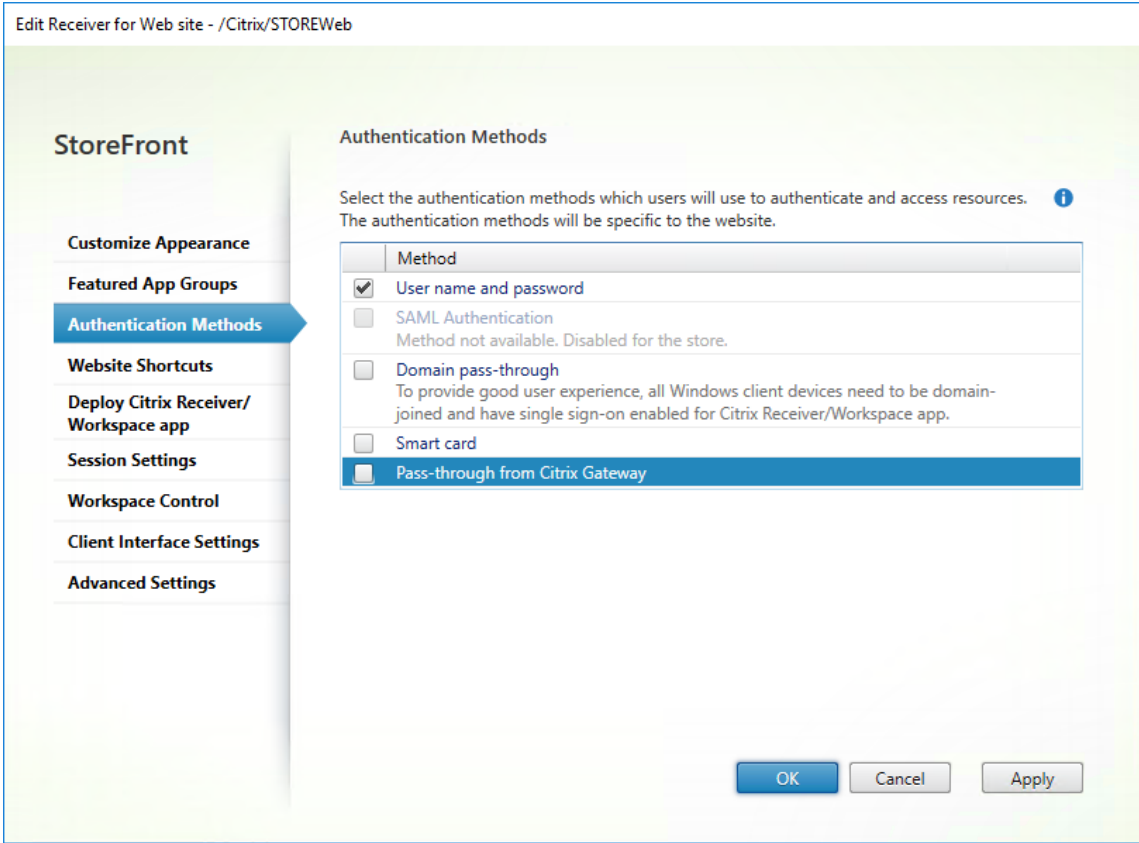 Edit Receiver for Web site - /Citrix/STOREWeb
StoreFront
Customize Appearance
Featured App Groups
Authentication Methods
Website Shortcuts
Deploy Citrix Receiver/
Workspace app
Session Settings
Workspace Control
Client Interface Settings
Advanced Settings
Authentication Methods
Select the authentication methods which users will use to authenticate and access resources.
The authentication methods will be specific to the website.
Method
User name and password
SAML Authentication
Method not available. Disabled for the store.
Domain pass-through
To provide good user experience, all Windows client devices need to be domain-
joined and have single sign-on enabled for Citrix Receiver/Workspace app.
Smart card
Pass-through from Citrix Gateway
OK
Cancel
Apply